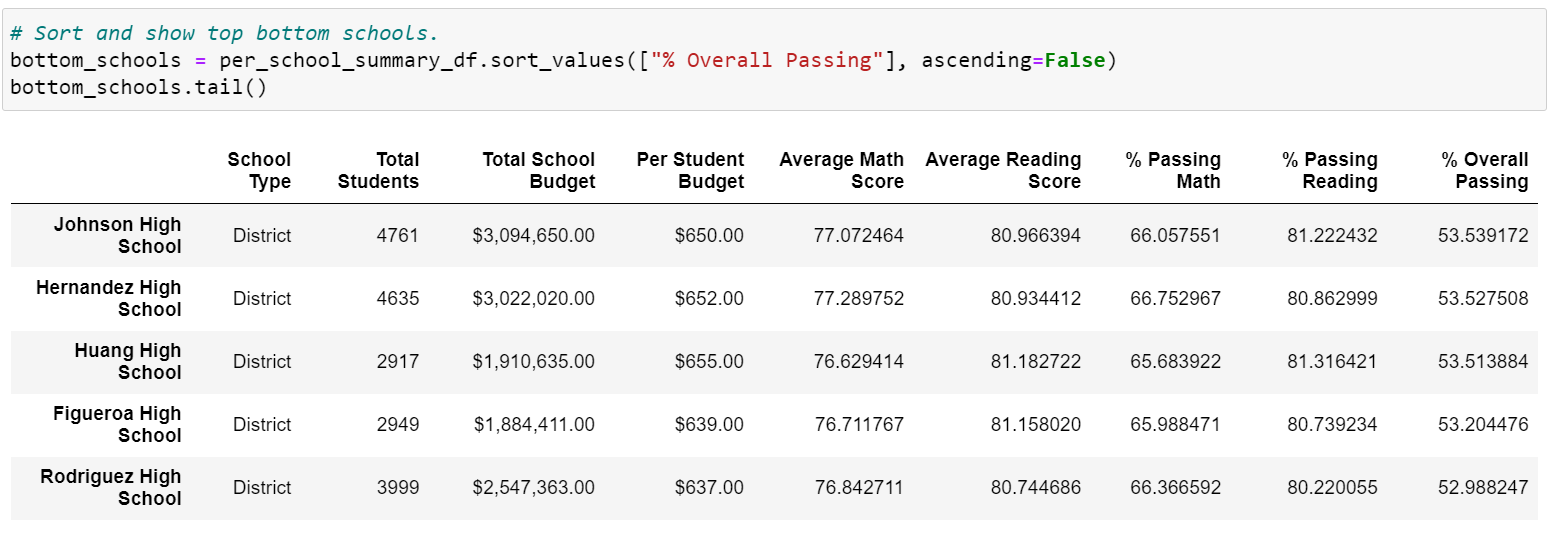 # Sort and show top bottom schools.
bottom_schools = per_school_summary_df.sort_values(["% Overall Passing"], ascending=False)
bottom_schools.tail()
School Type Total Students Total School Budget Per Student Budget Average Math Score Average Reading Score % Passing Math % Passing Reading % Overall Passing
Johnson High School District 4761 $3,094,650.00 $650.00 77.072464 80.966394 66.057551 81.222432 53.539172
Hernandez High School District 4635 $3,022,020.00 $652.00 77.289752 80.934412 66.752967 80.862999 53.527508
Huang High School District 2917 $1,910,635.00 $655.00 76.629414 81.182722 65.683922 81.316421 53.513884
Figueroa High School District 2949 $1,884,411.00 $639.00 76.711767 81.158020 65.988471 80.739234 53.204476
Rodriguez High School District 3999 $2,547,363.00 $637.00 76.842711 80.744686 66.366592 80.220055 52.988247